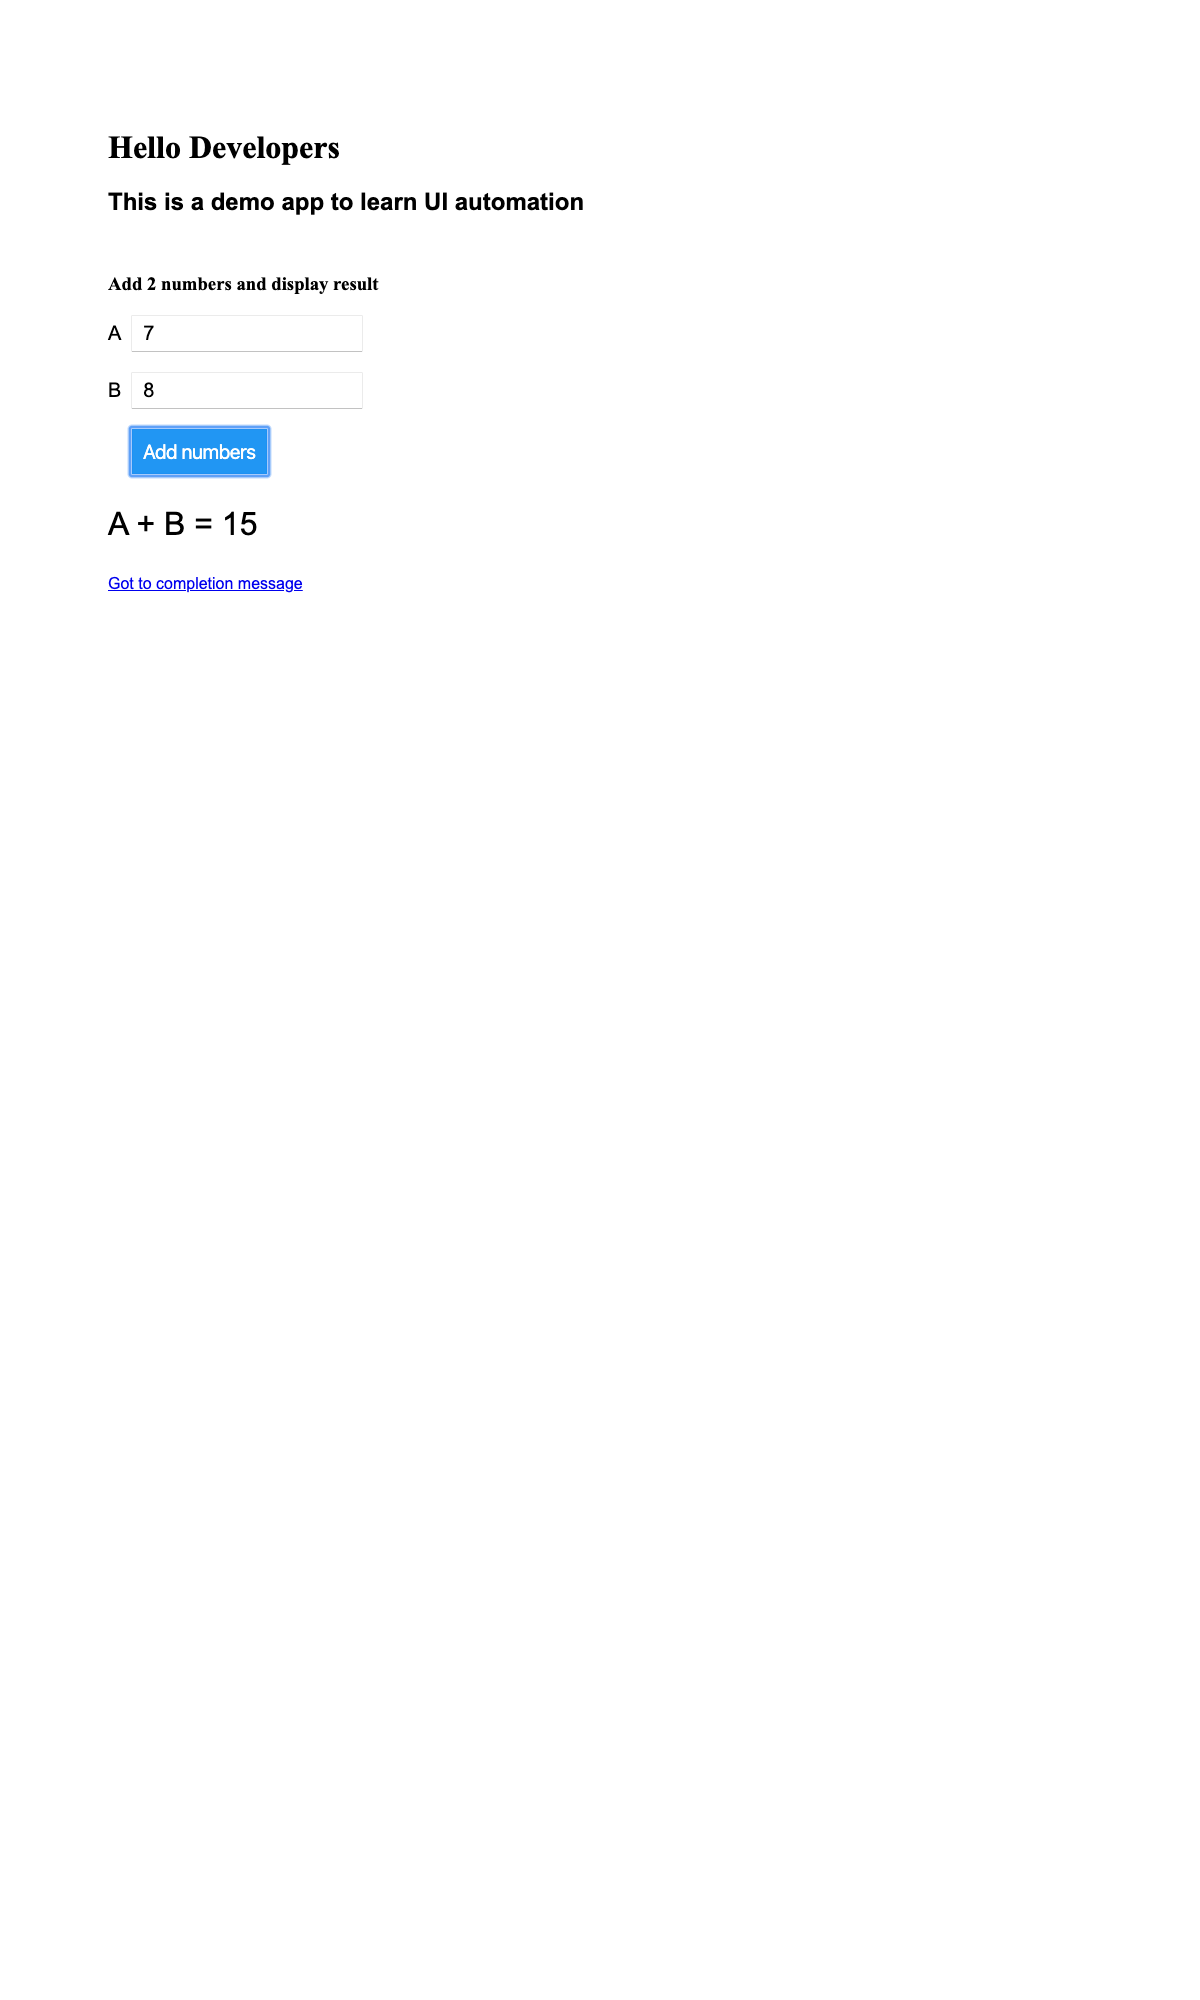 Hello Developers
This is a demo app to learn UI automation
Add 2 numbers and display result
A 7
B 8
Add numbers
A + B = 15
Got to completion message